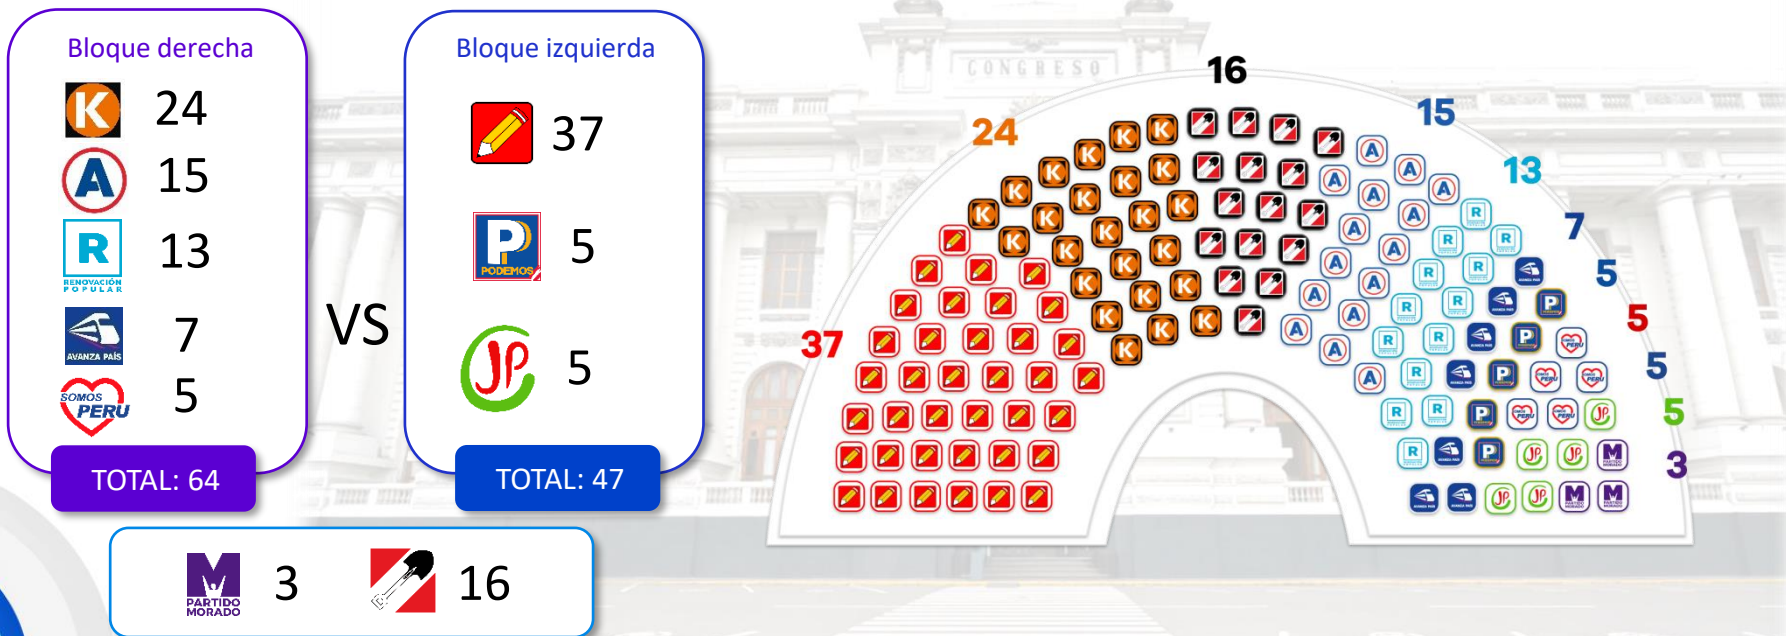 Bloque derecha
K 24
A 15
R 13
RENOVACIÓN
POPULAR
AVANZA PAÍS 7
SOMOS
PERU 5
TOTAL: 64
VS
Bloque izquierda
37
P 5
PODEMOS
JP 5
TOTAL: 47
M 3
PARTIDO
MORADO
16
CONGRESO
37
24
16
15
13
7
5
5
5
5
3